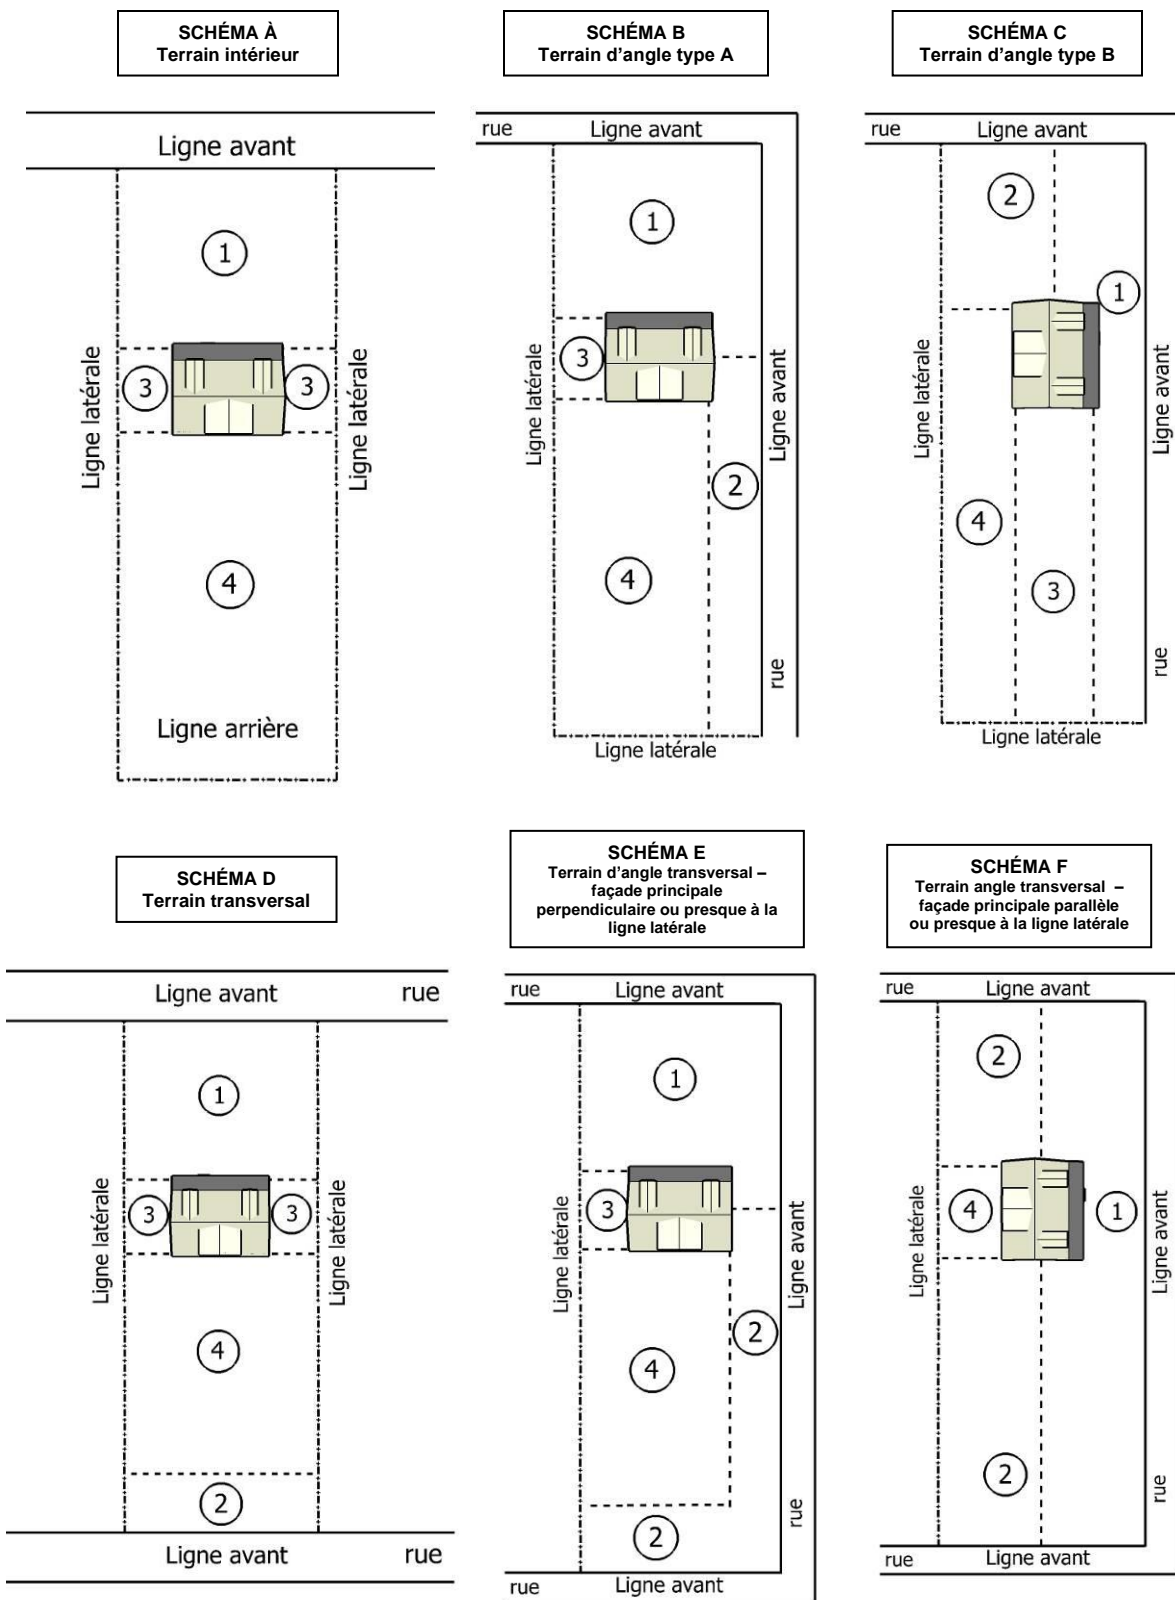 SCHÉMA À
Terrain intérieur
SCHÉMA B
Terrain d'angle type A
SCHÉMA C
Terrain d'angle type B
Ligne avant
1
Ligne latérale
3
3
Ligne latérale
4
Ligne arrière
rue
Ligne avant
1
Ligne latérale
3
Ligne avant
2
4
rue
Ligne latérale
rue
Ligne avant
2
1
Ligne latérale
Ligne avant
4
3
rue
Ligne latérale
SCHÉMA D
Terrain transversal
SCHÉMA E
Terrain d'angle transversal –
façade principale
perpendiculaire ou presque à la
ligne latérale
SCHÉMA F
Terrain angle transversal –
façade principale parallèle
ou presque à la ligne latérale
Ligne avant
rue
1
Ligne latérale
3
3
Ligne latérale
4
2
Ligne avant
rue
rue
Ligne avant
1
Ligne latérale
3
Ligne avant
2
4
rue
2
rue
Ligne avant
rue
Ligne avant
2
Ligne latérale
4
1
Ligne avant
2
rue
rue
Ligne avant